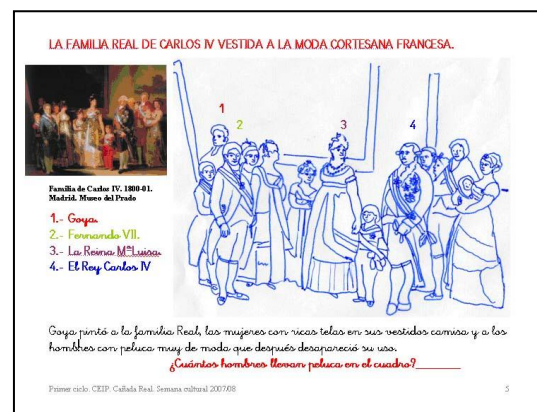 LA FAMILIA REAL DE CARLOS IV VESTIDA A LA MODA CORTESANA FRANCESA.
1
2
3
4
Familia de Carlos IV. 1800-01.
Madrid. Museo del Prado
1.- Goya.
2.- Fernando VII.
3.- La Reina MªLuisa.
4.- El Rey Carlos IV
Goya pintó a la familia Real, las mujeres con ricas telas en sus vestidos camisa y a los
hombres con peluca muy de moda que después desapareció su uso.
¿Cuántos hombres llevan peluca en el cuadro?________
Primer ciclo. CEIP. Cañada Real. Semana cultural 2007/08
5